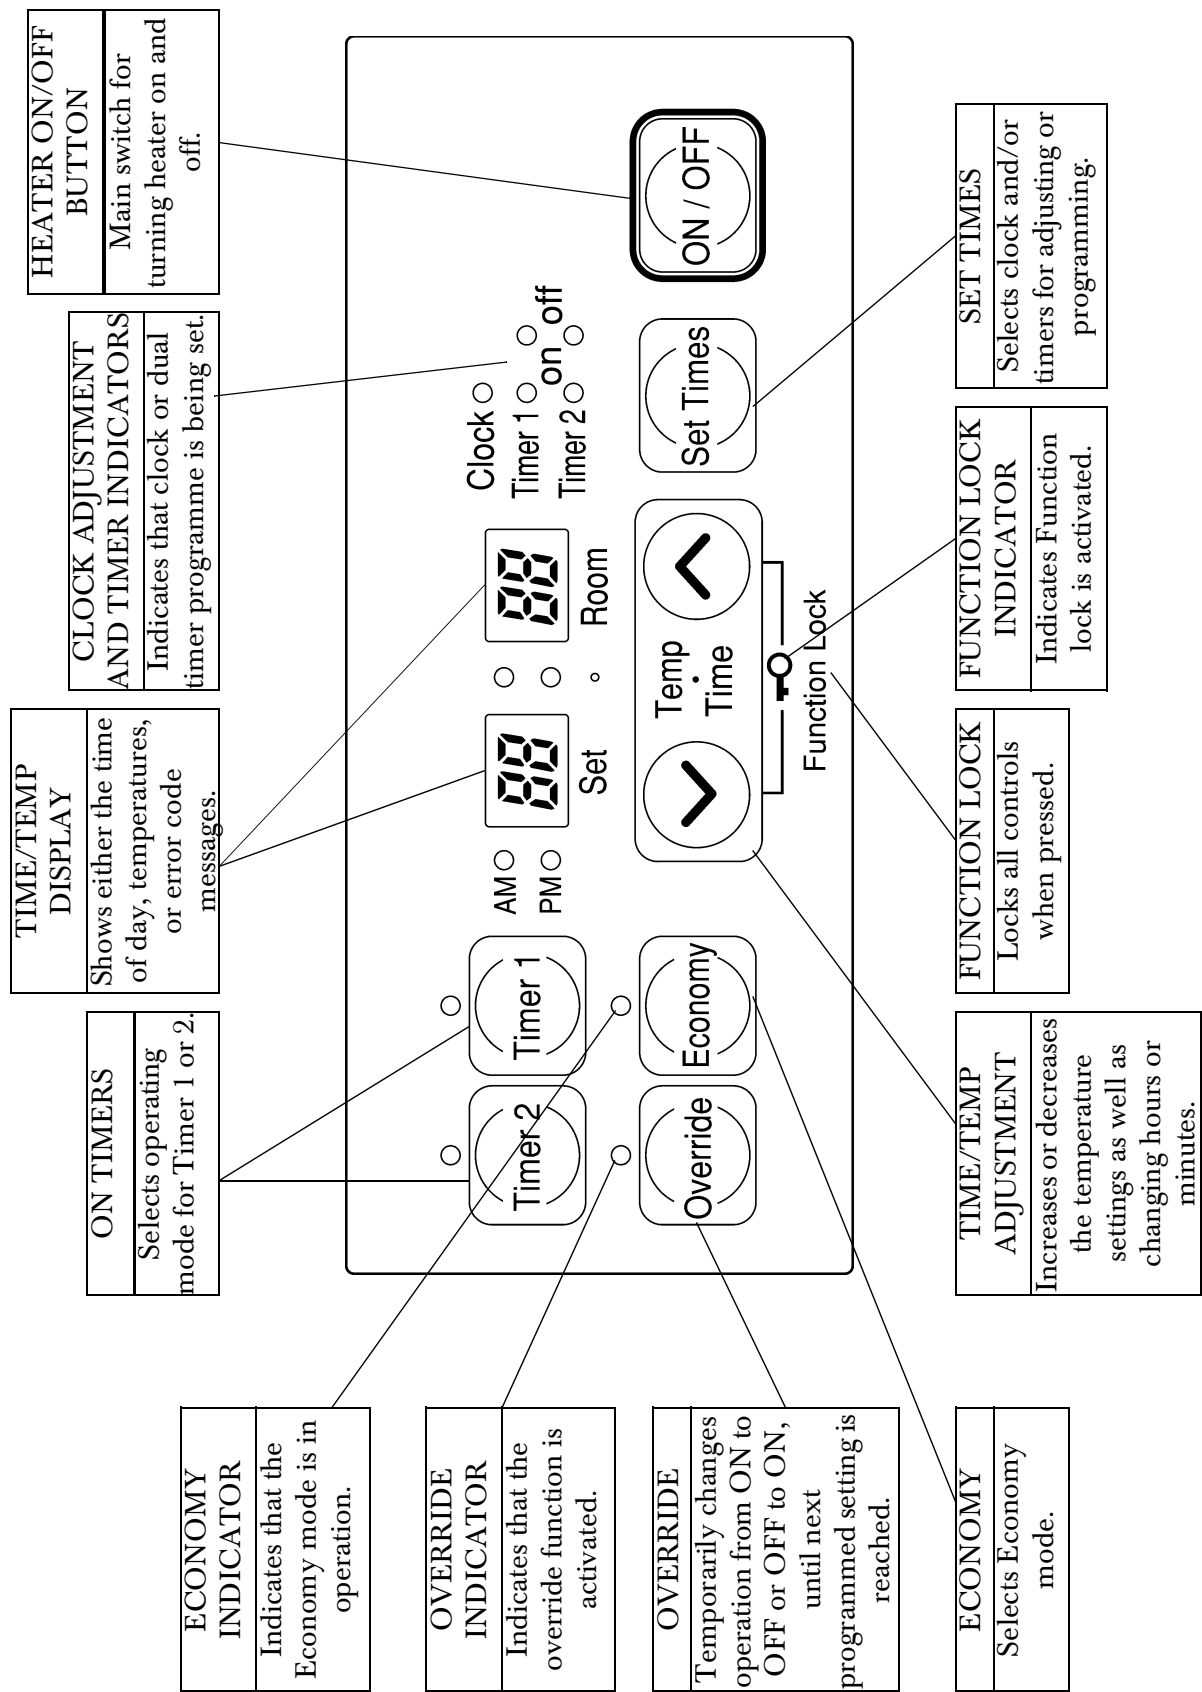 ECONOMY
INDICATOR
Indicates that the
Economy mode is in
operation.
ON TIMERS
Selects operating
mode for Timer 1 or 2.
TIME/TEMP
DISPLAY
Shows either the time
of day, temperatures,
or error code
messages.
CLOCK ADJUSTMENT
AND TIMER INDICATORS
Indicates that clock or dual
timer programme is being set.
HEATER ON/OFF
BUTTON
Main switch for
turning heater on and
off.
OVERRIDE
INDICATOR
Indicates that the
override function is
activated.
OVERRIDE
Temporarily changes
operation from ON to
OFF or OFF to ON,
until next
programmed setting is
reached.
ECONOMY
Selects Economy
mode.
Timer 2
Timer 1
AM
PM
88
88
Set
Room
Clock
Timer 1
Timer 2
on off
Override
Economy
Temp
•
Time
Function Lock
Set Times
ON / OFF
TIME/TEMP
ADJUSTMENT
Increases or decreases
the temperature
settings as well as
changing hours or
minutes.
FUNCTION LOCK
Locks all controls
when pressed.
FUNCTION LOCK
INDICATOR
Indicates Function
lock is activated.
SET TIMES
Selects clock and/or
timers for adjusting or
programming.